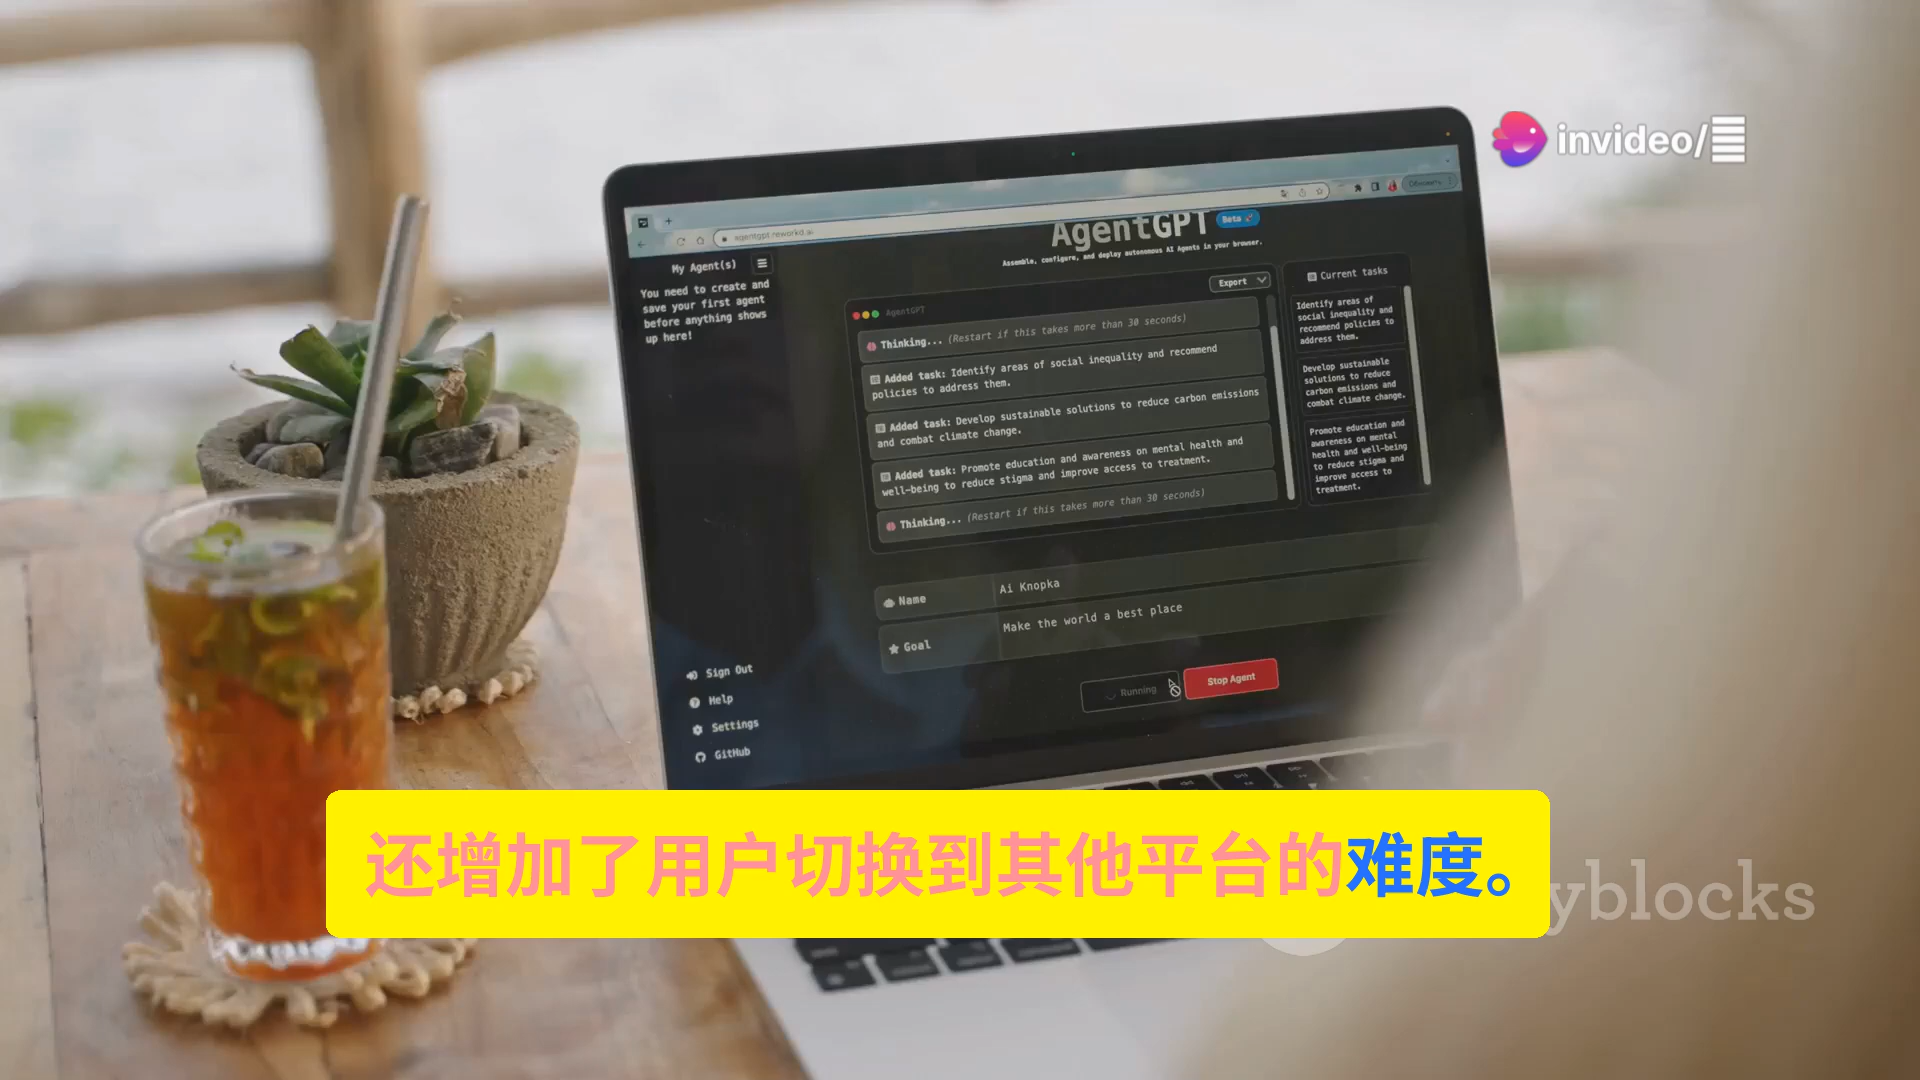 invideo/
agentgpt.reworkd.ai
AgentGPT Beta
Assemble, configure, and deploy autonomous AI Agents in your browser.
My Agent(s)
You need to create and
save your first agent
before anything shows
up here!
Export
AgentGPT
Thinking... (Restart if this takes more than 30 seconds)
Added task: Identify areas of social inequality and recommend
policies to address them.
Added task: Develop sustainable solutions to reduce carbon emissions
and combat climate change.
Added task: Promote education and awareness on mental health and
well-being to reduce stigma and improve access to treatment.
Thinking... (Restart if this takes more than 30 seconds)
Current tasks
Identify areas of
social inequality and
recommend policies to
address them.
Develop sustainable
solutions to reduce
carbon emissions and
combat climate change.
Promote education and
awareness on mental
health and well-being
to reduce stigma and
improve access to
treatment.
Name
Ai Knopka
Goal
Make the world a best place
Running
Stop Agent
Sign Out
Help
Settings
GitHub
还增加了用户切换到其他平台的难度。
yblocks